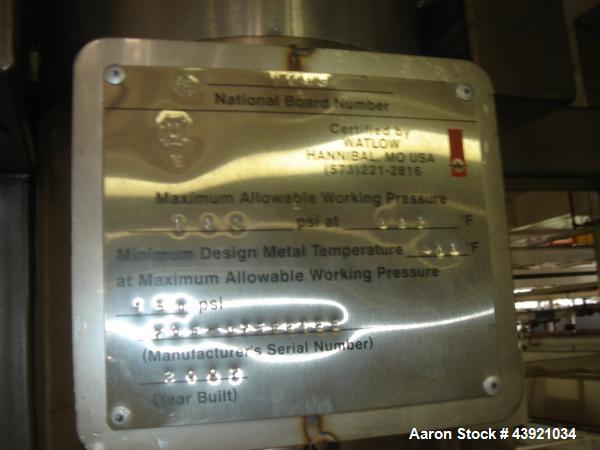 National Board Number
Certified by
WATLOW
HANNIBAL, MO USA
(573)221-2816
Maximum Allowable Working Pressure
psi at °F
Minimum Design Metal Temperature °F
at Maximum Allowable Working Pressure
150 psi
(Manufacturer's Serial Number)
(Year Built)
Aaron Stock # 43921034